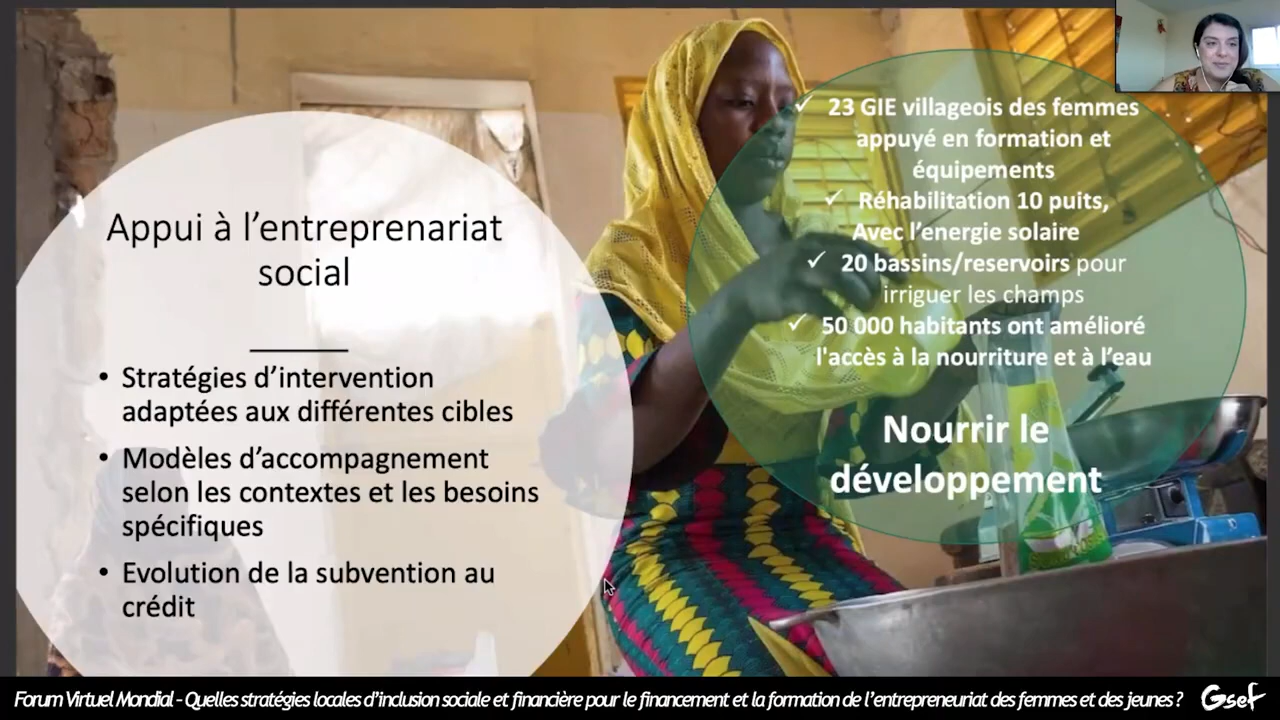 Appui à l'entreprenariat
social
• Stratégies d'intervention
adaptées aux différentes cibles
• Modèles d'accompagnement
selon les contextes et les besoins
spécifiques
• Evolution de la subvention au
crédit
✓ 23 GIE villageois des femmes
appuyé en formation et
équipements
✓ Réhabilitation 10 puits,
Avec l'energie solaire
✓ 20 bassins/reservoirs pour
irriguer les champs
✓ 50 000 habitants ont amélioré
l'accès à la nourriture et à l'eau
Nourrir le
développement
Forum Virtuel Mondial - Quelles stratégies locales d'inclusion sociale et financière pour le financement et la formation de l'entrepreneuriat des femmes et des jeunes ? Gsef